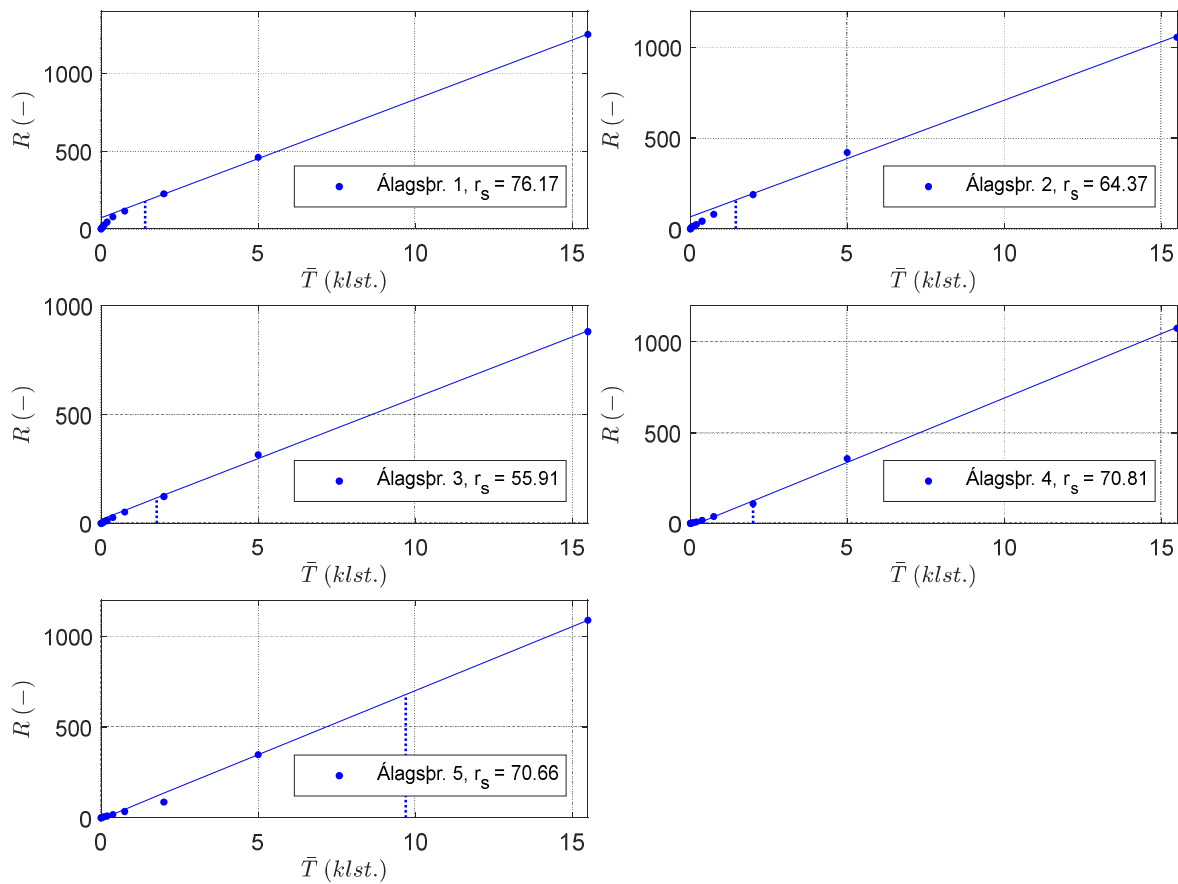 1000
500
0
R (−)
Álagsþr. 1, r_s = 76.17
0 5 10 15
T̄ (klst.)
1000
500
0
R (−)
Álagsþr. 2, r_s = 64.37
0 5 10 15
T̄ (klst.)
1000
500
0
R (−)
Álagsþr. 3, r_s = 55.91
0 5 10 15
T̄ (klst.)
1000
500
0
R (−)
Álagsþr. 4, r_s = 70.81
0 5 10 15
T̄ (klst.)
1000
500
0
R (−)
Álagsþr. 5, r_s = 70.66
0 5 10 15
T̄ (klst.)